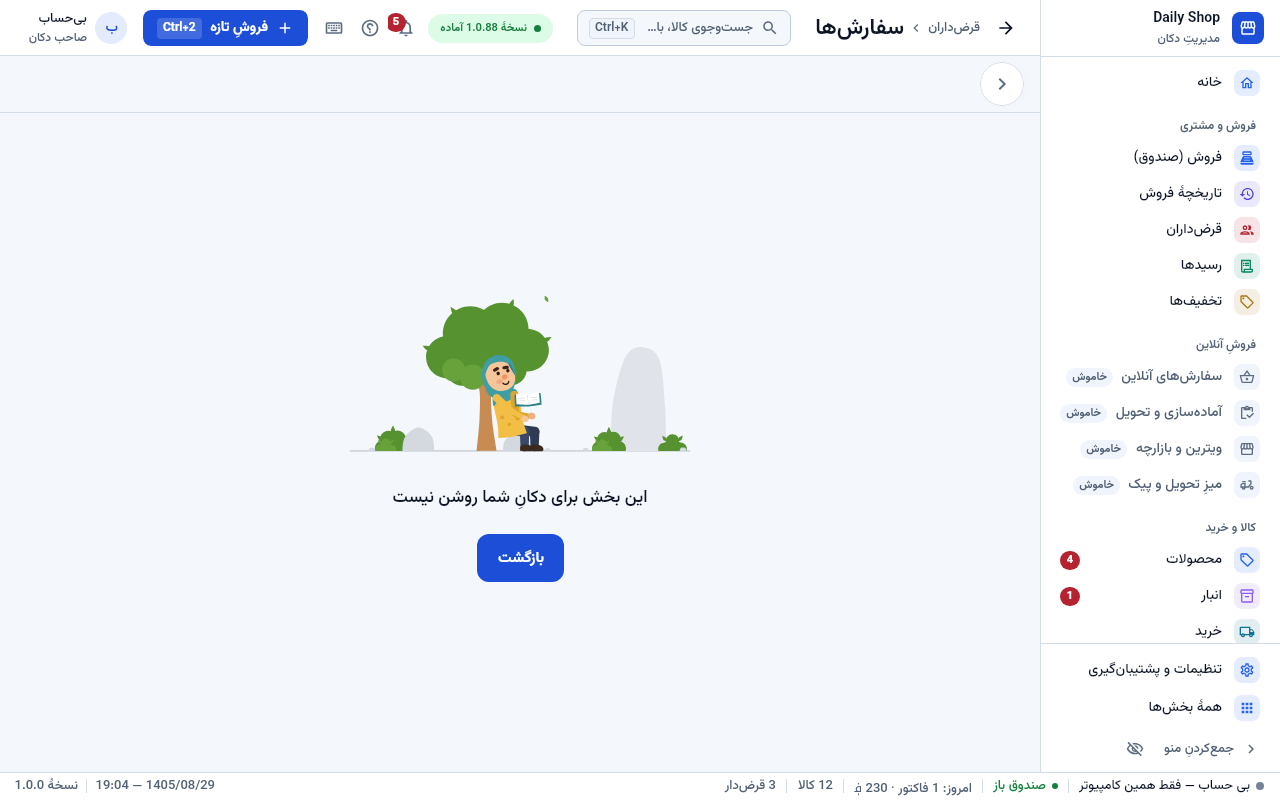 Daily Shop
مدیریتِ دکان
خانه
فروش و مشتری
فروش (صندوق)
تاریخچهٔ فروش
قرض‌داران
رسیدها
تخفیف‌ها
فروشِ آنلاین
سفارش‌های آنلاین خاموش
آماده‌سازی و تحویل خاموش
ویترین و بازارچه خاموش
میزِ تحویل و پیک خاموش
کالا و خرید
محصولات 4
انبار 1
خرید
تنظیمات و پشتیبان‌گیری
همهٔ بخش‌ها
جمع‌کردنِ منو
قرض‌داران
سفارش‌ها
جست‌وجوی کالا، با... Ctrl+K
نسخهٔ 1.0.88 آماده
5
فروشِ تازه Ctrl+2
ب
بی‌حساب
صاحب دکان
این بخش برای دکانِ شما روشن نیست
بازگشت
بی حساب — فقط همین کامپیوتر
صندوق باز
امروز: 1 فاکتور · 230
12 کالا
3 قرض‌دار
1405/08/29 — 19:04
نسخهٔ 1.0.0